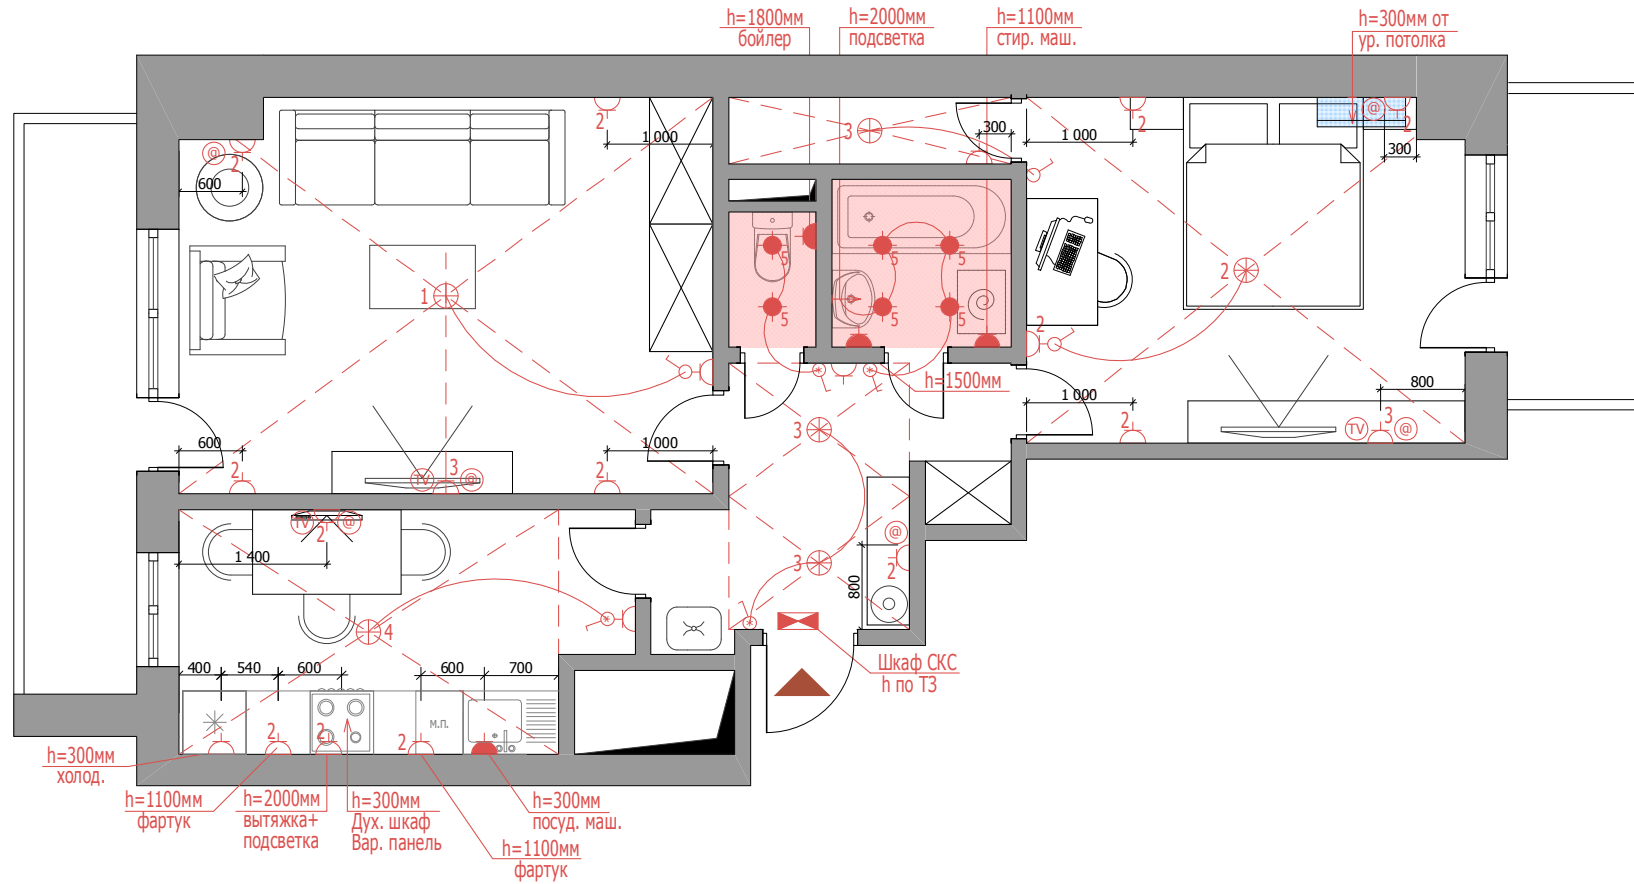 h=1800мм
бойлер
h=2000мм
подсветка
h=1100мм
стир. маш.
h=300мм от
ур. потолка
2
1 000
3
300
1 000
2
@
2
300
@
2
600
5
5
5
5
5
5
1
2
2
h=1500мм
600
2
1 000
2
TV
3
@
3
1 000
2
800
TV
3
@
TV
2
@
1 400
3
@
2
800
4
Шкаф СКС
h по ТЗ
400
540
600
600
700
м.п.
2
2
2
h=300мм
холод.
h=1100мм
фартук
h=2000мм
вытяжка+
подсветка
h=300мм
Дух. шкаф
Вар. панель
h=300мм
посуд. маш.
h=1100мм
фартук